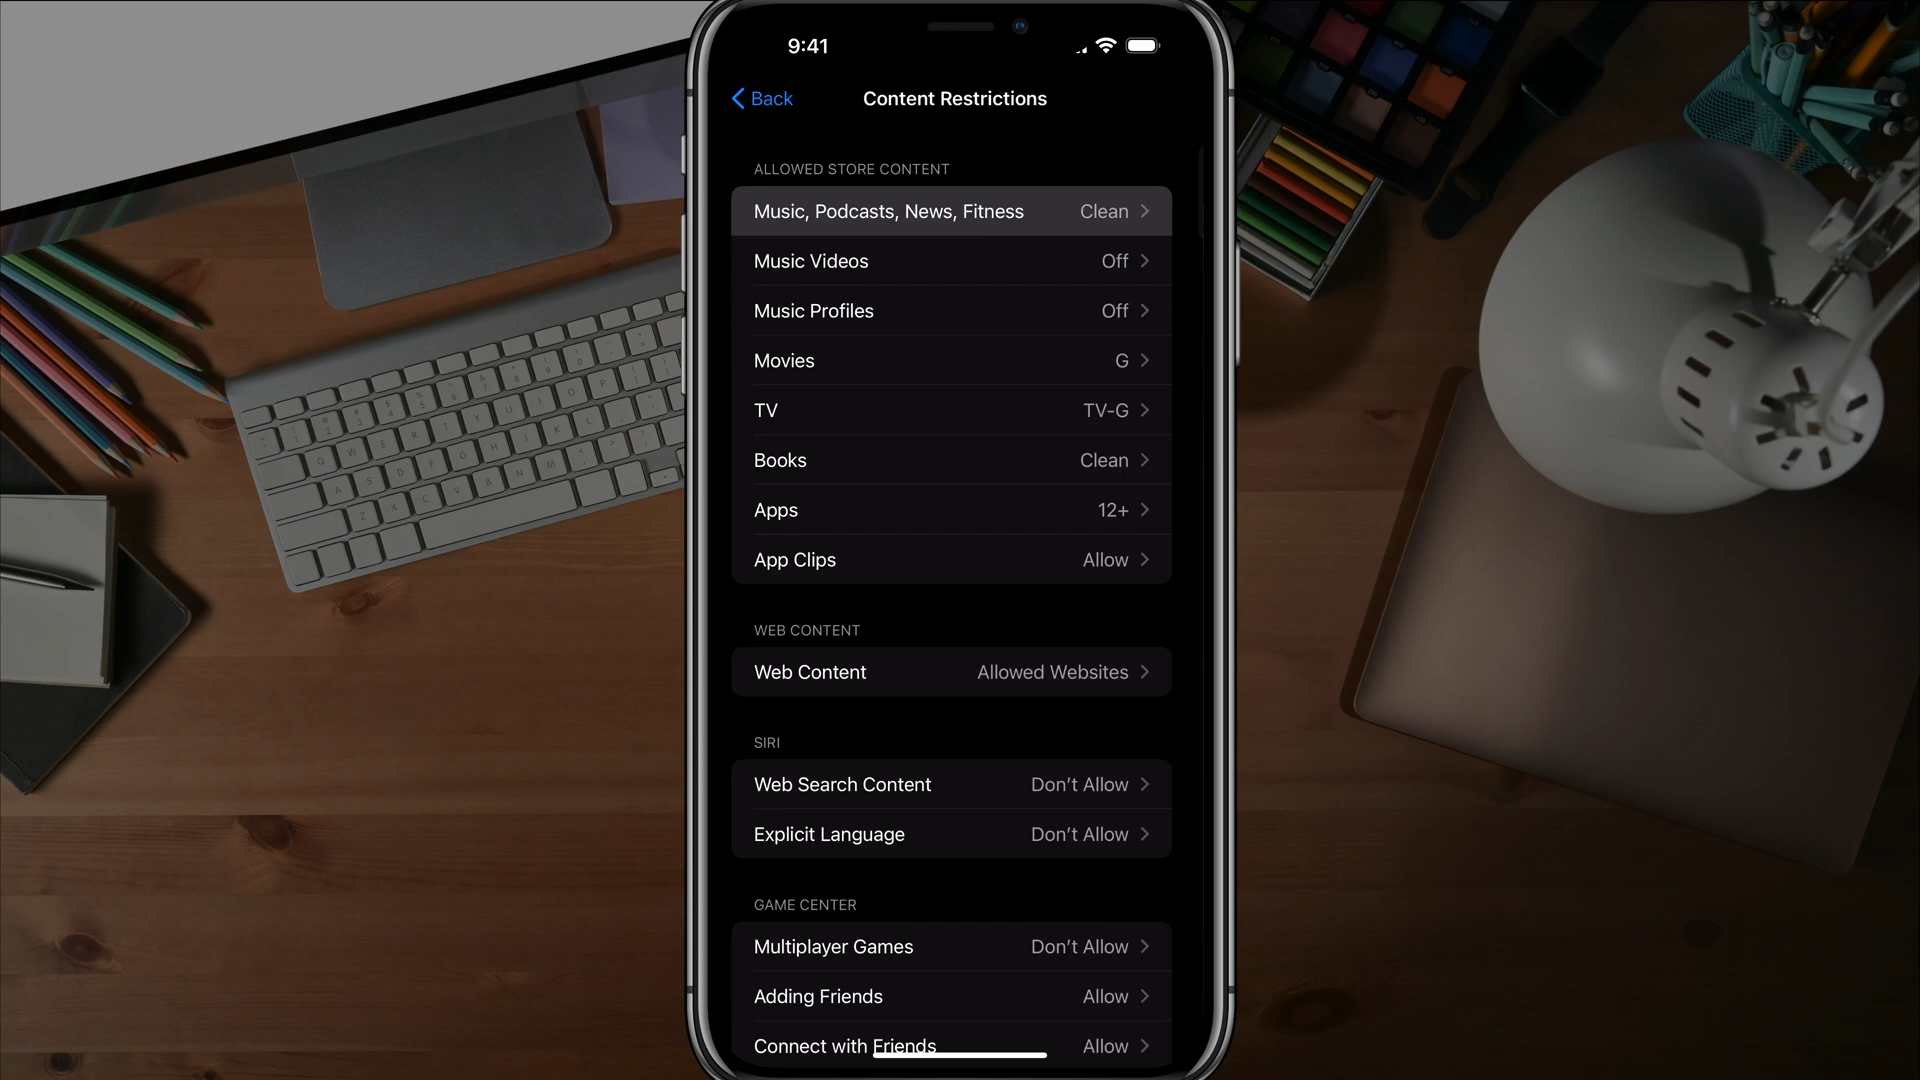 9:41
Back
Content Restrictions
ALLOWED STORE CONTENT
Music, Podcasts, News, Fitness Clean
Music Videos Off
Music Profiles Off
Movies G
TV TV-G
Books Clean
Apps 12+
App Clips Allow
WEB CONTENT
Web Content Allowed Websites
SIRI
Web Search Content Don’t Allow
Explicit Language Don’t Allow
GAME CENTER
Multiplayer Games Don’t Allow
Adding Friends Allow
Connect with Friends Allow